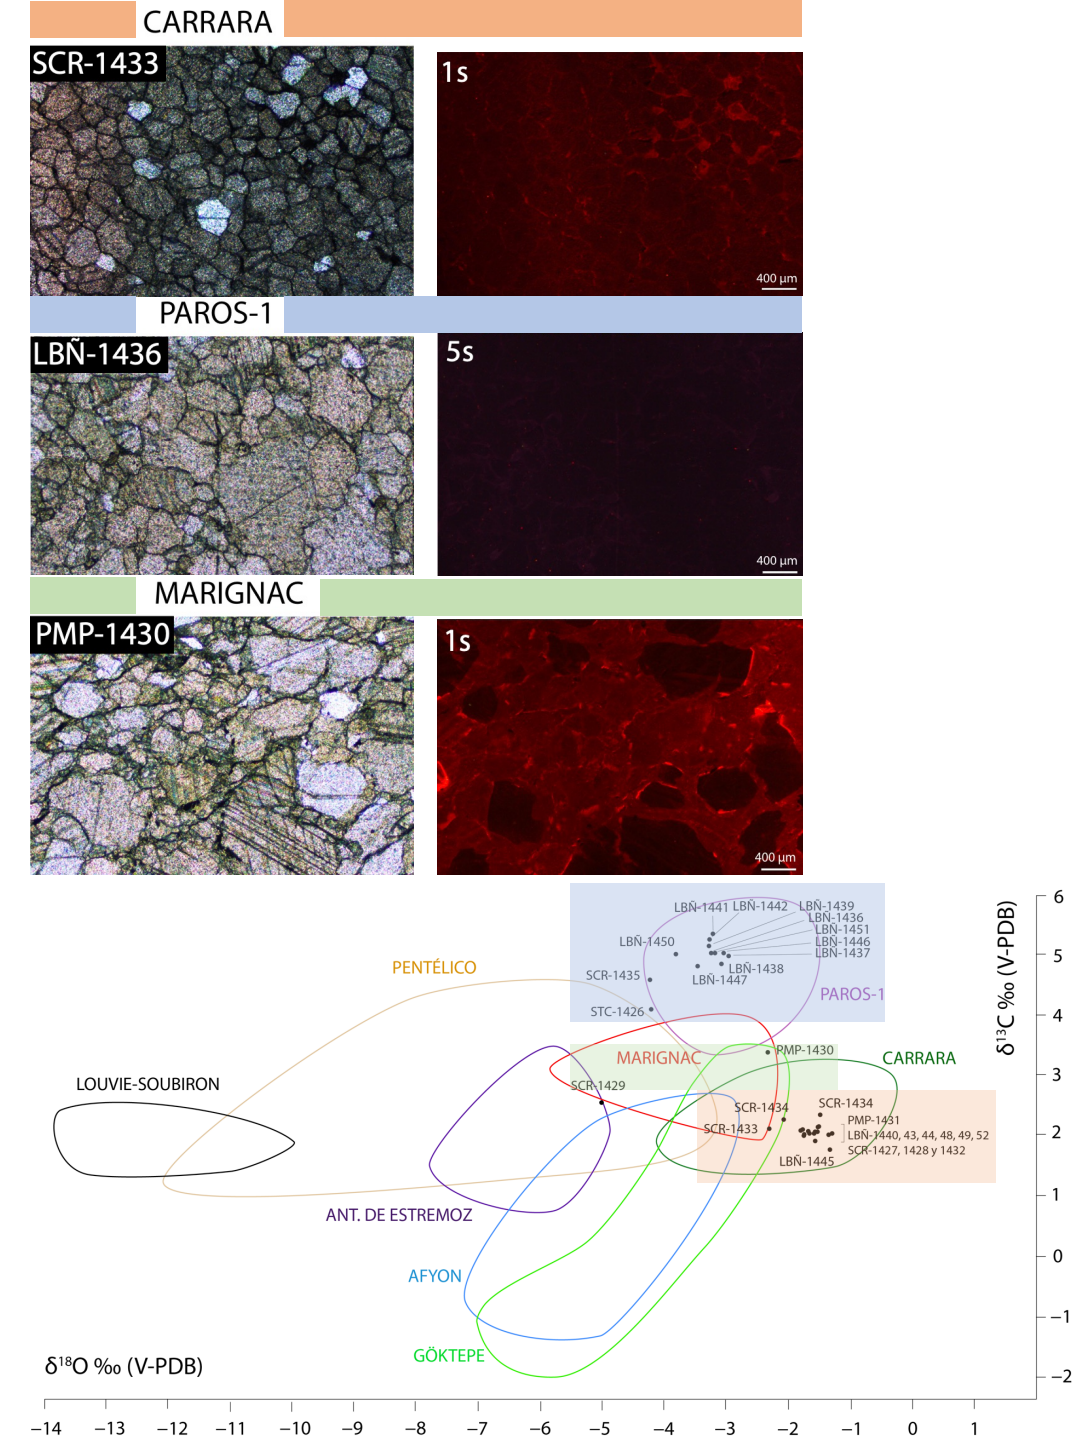 CARRARA
SCR-1433
1s
400 µm
PAROS-1
LBÑ-1436
5s
400 µm
MARIGNAC
PMP-1430
1s
400 µm
LBÑ-1441
LBÑ-1442
LBÑ-1439
LBÑ-1436
LBÑ-1451
LBÑ-1446
LBÑ-1437
LBÑ-1450
LBÑ-1438
LBÑ-1447
SCR-1435
STC-1426
PAROS-1
PENTÉLICO
MARIGNAC
PMP-1430
CARRARA
LOUVIE-SOUBIRON
SCR-1429
SCR-1434
SCR-1434
SCR-1433
PMP-1431
LBÑ-1440, 43, 44, 48, 49, 52
SCR-1427, 1428 y 1432
LBÑ-1445
ANT. DE ESTREMOZ
AFYON
GÖKTEPE
δ¹³C ‰ (V-PDB)
6
5
4
3
2
1
0
−1
−2
δ¹⁸O ‰ (V-PDB)
−14 −13 −12 −11 −10 −9 −8 −7 −6 −5 −4 −3 −2 −1 0 1